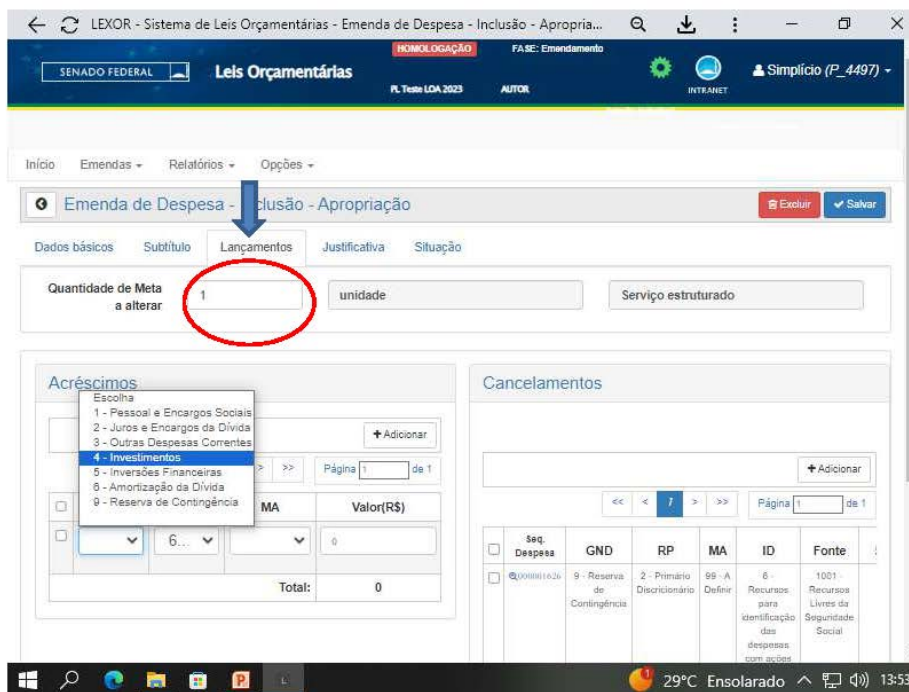 LEXOR - Sistema de Leis Orçamentárias - Emenda de Despesa - Inclusão - Apropria...
HOMOLOGAÇÃO
FASE: Emendamento
SENADO FEDERAL
Leis Orçamentárias
PL Teste LOA 2023
AUTOR
INTRANET
Simplício (P_4497)
Início Emendas Relatórios Opções
Emenda de Despesa - Inclusão - Apropriação
Excluir
Salvar
Dados básicos Subtítulo Lançamentos Justificativa Situação
Quantidade de Meta
a alterar
1
unidade
Serviço estruturado
Acréscimos
Escolha
1 - Pessoal e Encargos Sociais
2 - Juros e Encargos da Dívida
3 - Outras Despesas Correntes
4 - Investimentos
5 - Inversões Financeiras
6 - Amortização da Dívida
9 - Reserva de Contingência
+ Adicionar
> >> Página 1 de 1
MA Valor(R$)
6... 0
Total: 0
Cancelamentos
+ Adicionar
<< < 1 > >> Página 1 de 1
Seq.
Despesa
GND RP MA ID Fonte
000001626
9 - Reserva
de
Contingência
2 - Primário
Discricionário
99 - A
Definir
6 -
Recursos
para
identificação
das
despesas
com ações
1001 -
Recursos
Livres da
Seguridade
Social
29°C Ensolarado
13:53